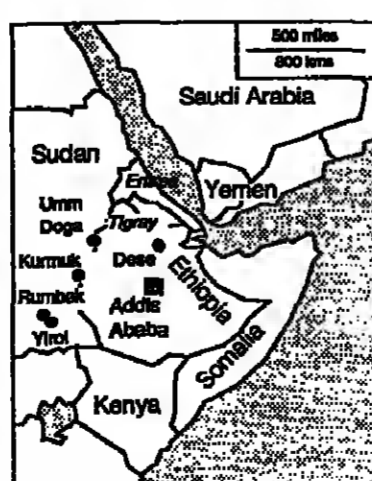 500 miles
800 kms
Saudi Arabia
Sudan
Eritrea
Yemen
Umm
Doga
Tigray
Dese
Kurmuk
Ethiopia
Rumbek
Addis
Ababa
Yirol
Somalia
Kenya